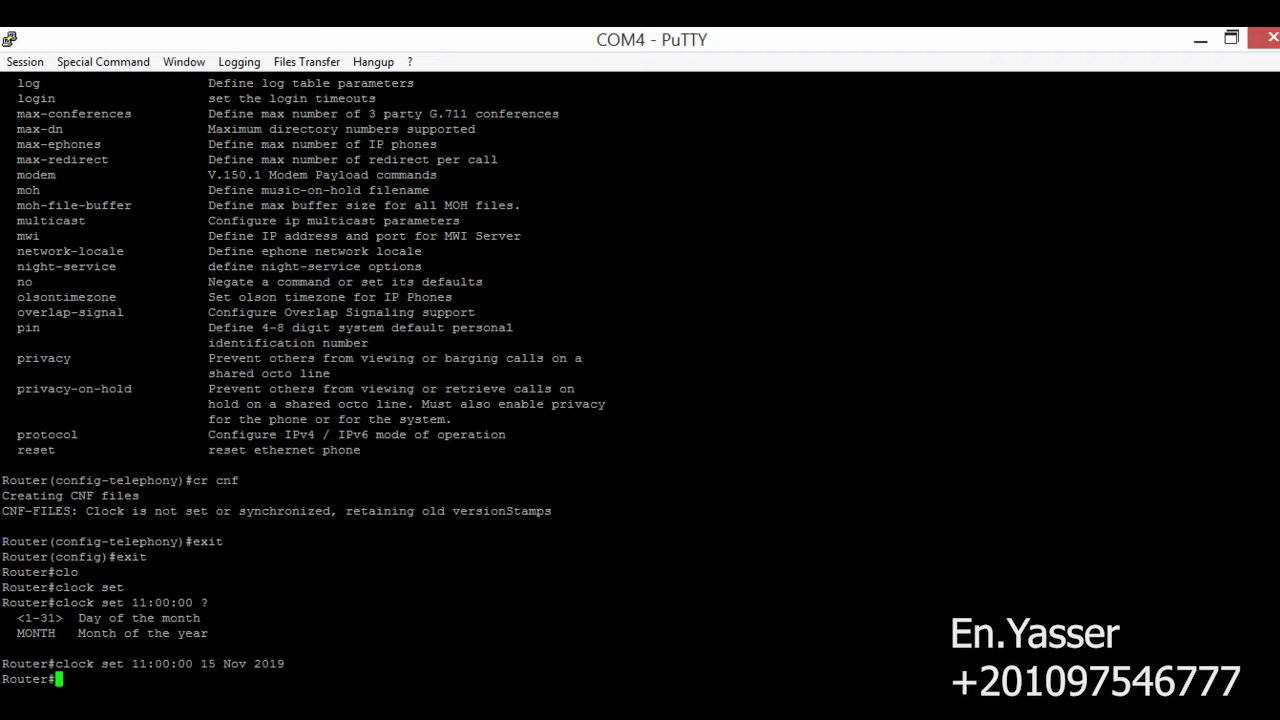 COM4 - PuTTY
Session Special Command Window Logging Files Transfer Hangup ?
log Define log table parameters
login set the login timeouts
max-conferences Define max number of 3 party G.711 conferences
max-dn Maximum directory numbers supported
max-ephones Define max number of IP phones
max-redirect Define max number of redirect per call
modem V.150.1 Modem Payload commands
moh Define music-on-hold filename
moh-file-buffer Define max buffer size for all MOH files.
multicast Configure ip multicast parameters
mwi Define IP address and port for MWI Server
network-locale Define ephone network locale
night-service define night-service options
no Negate a command or set its defaults
olsontimezone Set olson timezone for IP Phones
overlap-signal Configure Overlap Signaling support
pin Define 4-8 digit system default personal
identification number
privacy Prevent others from viewing or barging calls on a
shared octo line
privacy-on-hold Prevent others from viewing or retrieve calls on
hold on a shared octo line. Must also enable privacy
for the phone or for the system.
protocol Configure IPv4 / IPv6 mode of operation
reset reset ethernet phone
Router(config-telephony)#cr cnf
Creating CNF files
CNF-FILES: Clock is not set or synchronized, retaining old versionStamps
Router(config-telephony)#exit
Router(config)#exit
Router#clo
Router#clock set
Router#clock set 11:00:00 ?
<1-31> Day of the month
MONTH Month of the year
Router#clock set 11:00:00 15 Nov 2019
Router#
En.Yasser
+201097546777